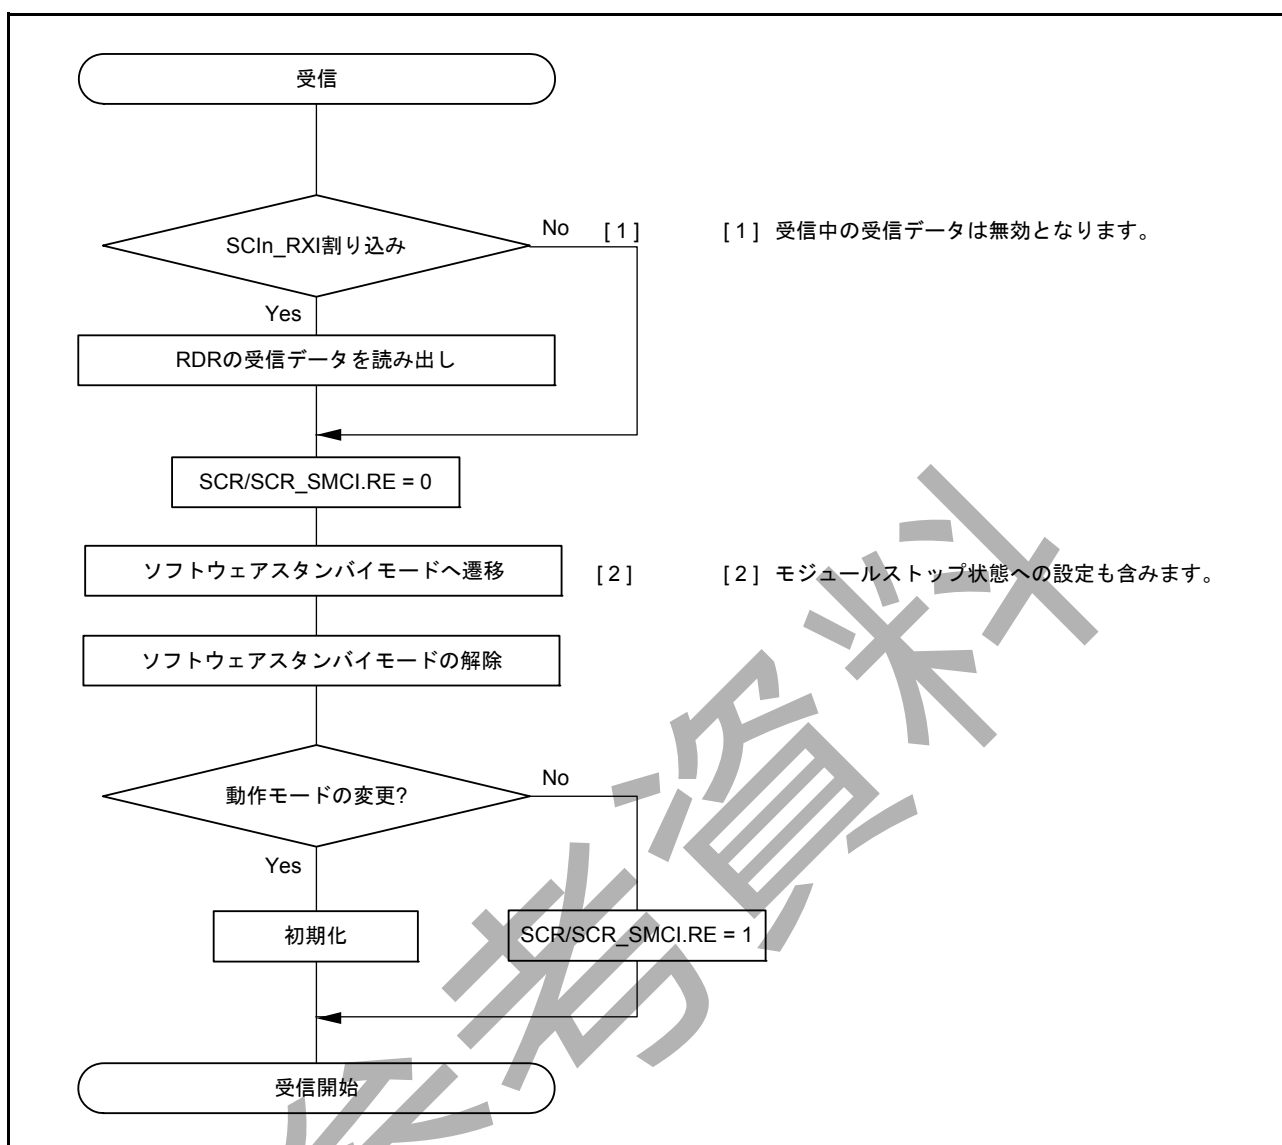 受信
SCIn_RXI割り込み
No [1]
[1] 受信中の受信データは無効となります。
Yes
RDRの受信データを読み出し
SCR/SCR_SMCI.RE = 0
ソフトウェアスタンバイモードへ遷移
[2]
[2] モジュールストップ状態への設定も含みます。
ソフトウェアスタンバイモードの解除
動作モードの変更?
No
Yes
初期化
SCR/SCR_SMCI.RE = 1
受信開始
参考資料